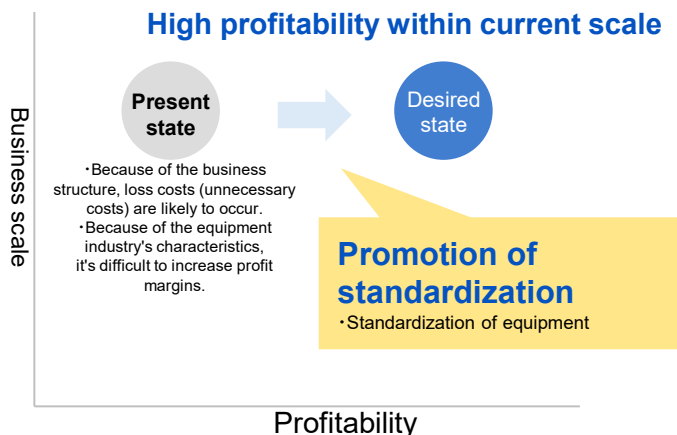 High profitability within current scale
Business scale
Present
state
Desired
state
・Because of the business
structure, loss costs (unnecessary
costs) are likely to occur.
・Because of the equipment
industry's characteristics,
it's difficult to increase profit
margins.
Promotion of
standardization
・Standardization of equipment
Profitability